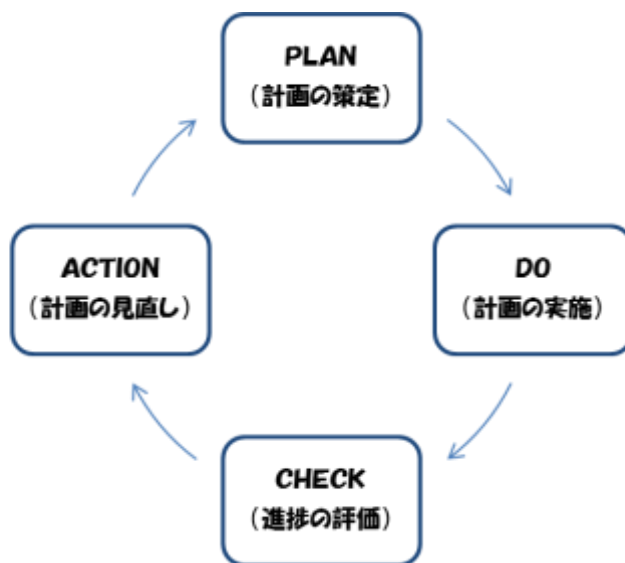 PLAN
（計画の策定）
DO
（計画の実施）
CHECK
（進捗の評価）
ACTION
（計画の見直し）